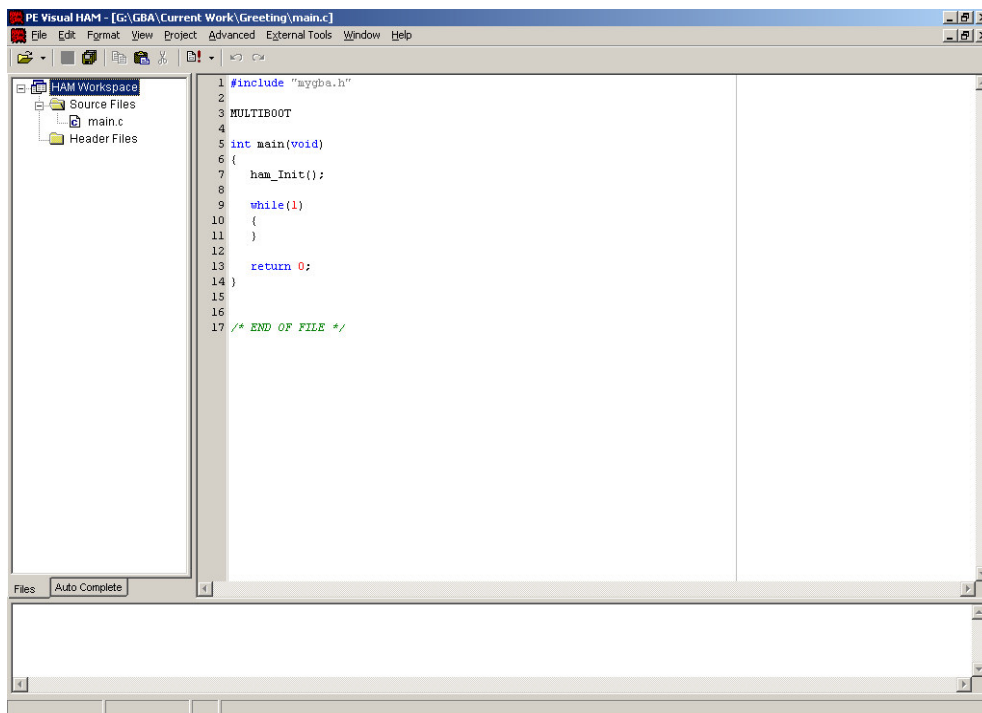 PE Visual HAM - [G:\GBA\Current Work\Greeting\main.c]
File Edit Format View Project Advanced External Tools Window Help
HAM Workspace
Source Files
main.c
Header Files
Files Auto Complete
1 #include "mygba.h"
2
3 MULTIBOOT
4
5 int main(void)
6 {
7 ham_Init();
8
9 while(1)
10 {
11 }
12
13 return 0;
14 }
15
16
17 /* END OF FILE */